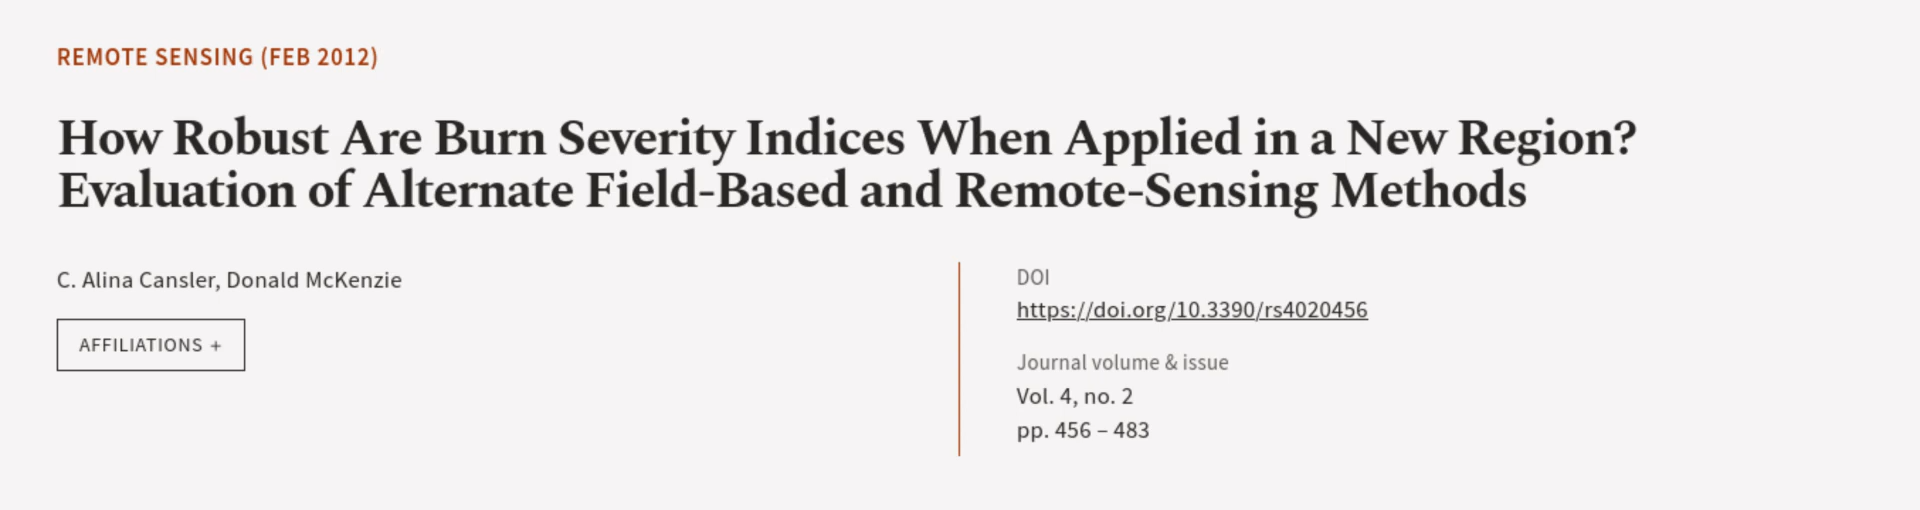 REMOTE SENSING (FEB 2012)
How Robust Are Burn Severity Indices When Applied in a New Region?
Evaluation of Alternate Field-Based and Remote-Sensing Methods
C. Alina Cansler, Donald McKenzie
AFFILIATIONS +
DOI
https://doi.org/10.3390/rs4020456
Journal volume & issue
Vol. 4, no. 2
pp. 456 – 483